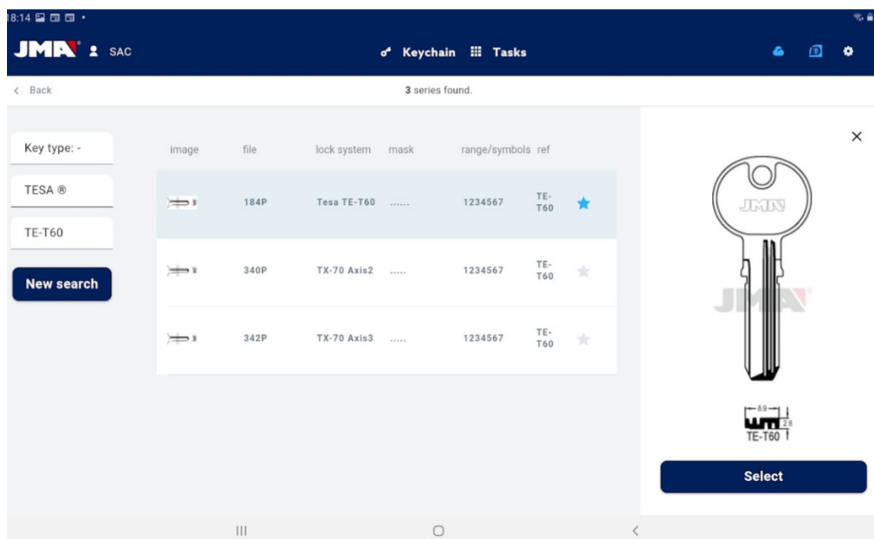 18:14
JMA SAC Keychain Tasks
Back 3 series found.
Key type: -
TESA ®
TE-T60
New search
image file lock system mask range/symbols ref
184P Tesa TE-T60 ...... 1234567 TE-T60
340P TX-70 Axis2 ..... 1234567 TE-T60
342P TX-70 Axis3 ..... 1234567 TE-T60
JMA
JMA
8.9
TE-T60
Select